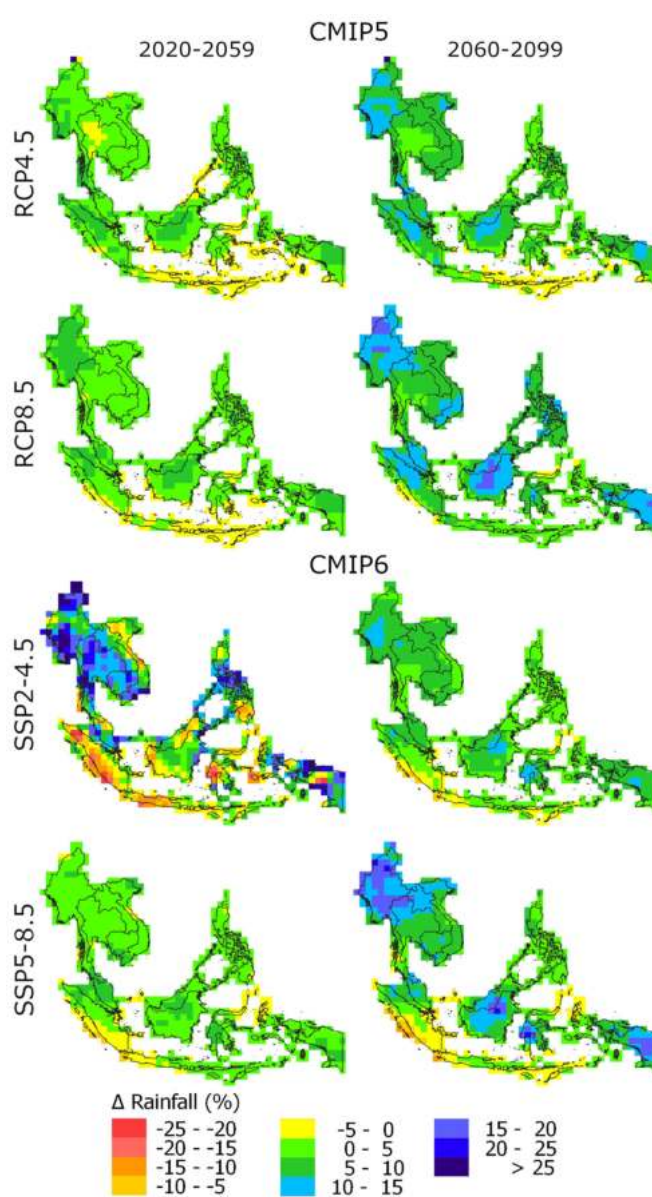 CMIP5
2020-2059 2060-2099
RCP4.5
RCP8.5
CMIP6
SSP2-4.5
SSP5-8.5
Δ Rainfall (%)
-25 - -20
-20 - -15
-15 - -10
-10 - -5
-5 - 0
0 - 5
5 - 10
10 - 15
15 - 20
20 - 25
> 25